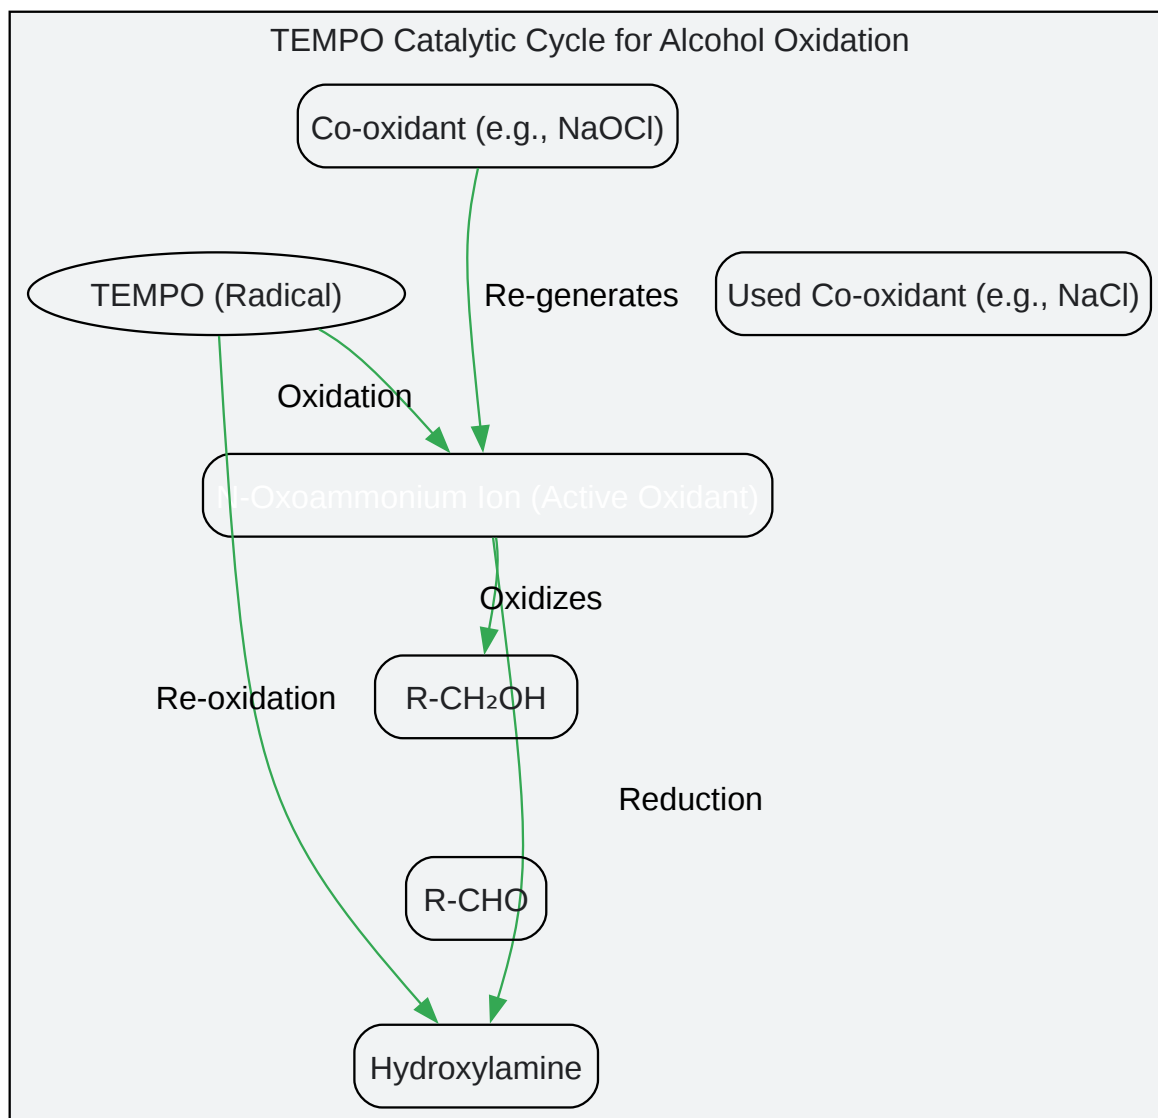 TEMPO Catalytic Cycle for Alcohol Oxidation
Co-oxidant (e.g., NaOCl)
TEMPO (Radical)
Re-generates
Used Co-oxidant (e.g., NaCl)
Oxidation
N-Oxoammonium Ion (Active Oxidant)
Oxidizes
Re-oxidation
R-CH₂OH
Reduction
R-CHO
Hydroxylamine